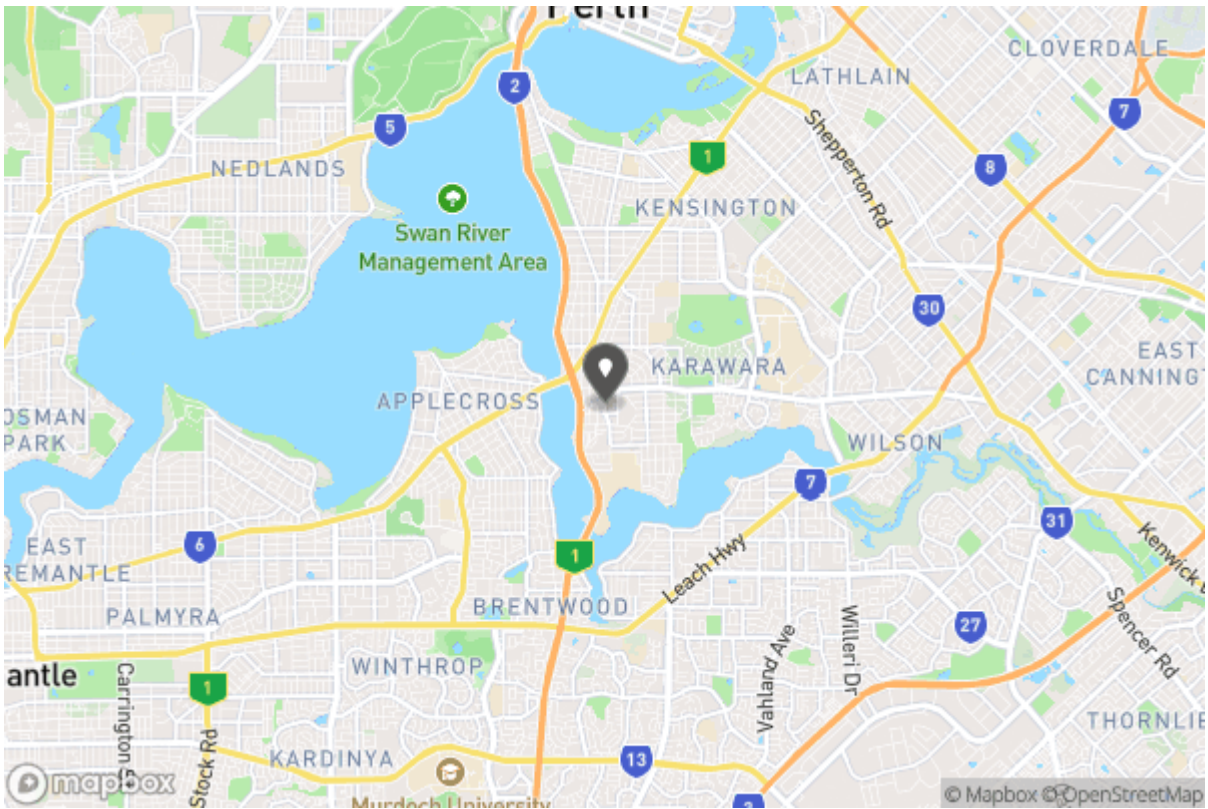 Perth
CLOVERDALE
LATHLAIN
2
7
5
Shepperton Rd
NEDLANDS
1
8
KENSINGTON
Swan River
Management Area
30
KARAWARA
EAST
CANNINGT
APPLECROSS
OSMAN
PARK
WILSON
7
31
6
EAST
REMANTLE
1
Leach Hwy
Kenwick
BRENTWOOD
PALMYRA
Willeri Dr
27
Spencer Rd
Vahland Ave
WINTHROP
antle
1
Carrington St
THORNLIE
Stock Rd
KARDINYA
13
mapbox
Murdoch University
3
© Mapbox © OpenStreetMap